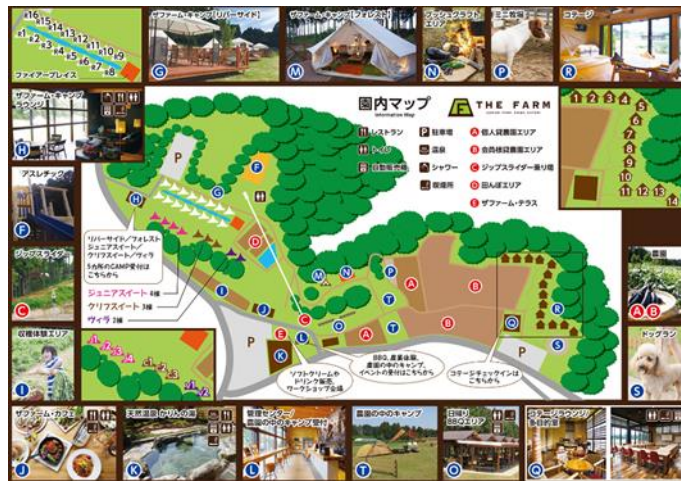 ファイアープレイス
ザファーム・キャンプ【リバーサイド】
G
ザファーム・キャンプ【フォレスト】
M
ブッシュクラフト
エリア
N
ミニ牧場
P
コテージ
R
ザファーム・キャンプ
ラウンジ
H
アスレチック
F
ジップスライダー
C
収穫体験エリア
I
園内マップ
Information Map
THE FARM
レストラン
トイレ
自動販売機
P 駐車場
温泉
シャワー
喫煙所
A 個人貸農園エリア
B 会員様貸農園エリア
C ジップスライダー乗り場
D 田んぼエリア
E ザファーム・テラス
リバーサイド/フォレスト
ジュニアスイート/
クリフスイート/ヴィラ
5カ所のCAMP受付は
こちらから
ジュニアスイート 4棟
クリフスイート 3棟
ヴィラ 2棟
ソフトクリームや
ドリンク販売、
ワークショップ会場
BBQ、農業体験、
農園の中のキャンプ、
イベントの受付はこちらから
コテージチェックインは
こちらから
農園
A B
ドッグラン
S
ザファーム・カフェ
J
天然温泉 かりんの湯
K
管理センター/
農園の中のキャンプ受付
L
農園の中のキャンプ
T
日帰り
BBQエリア
O
コテージラウンジ/
多目的室
Q